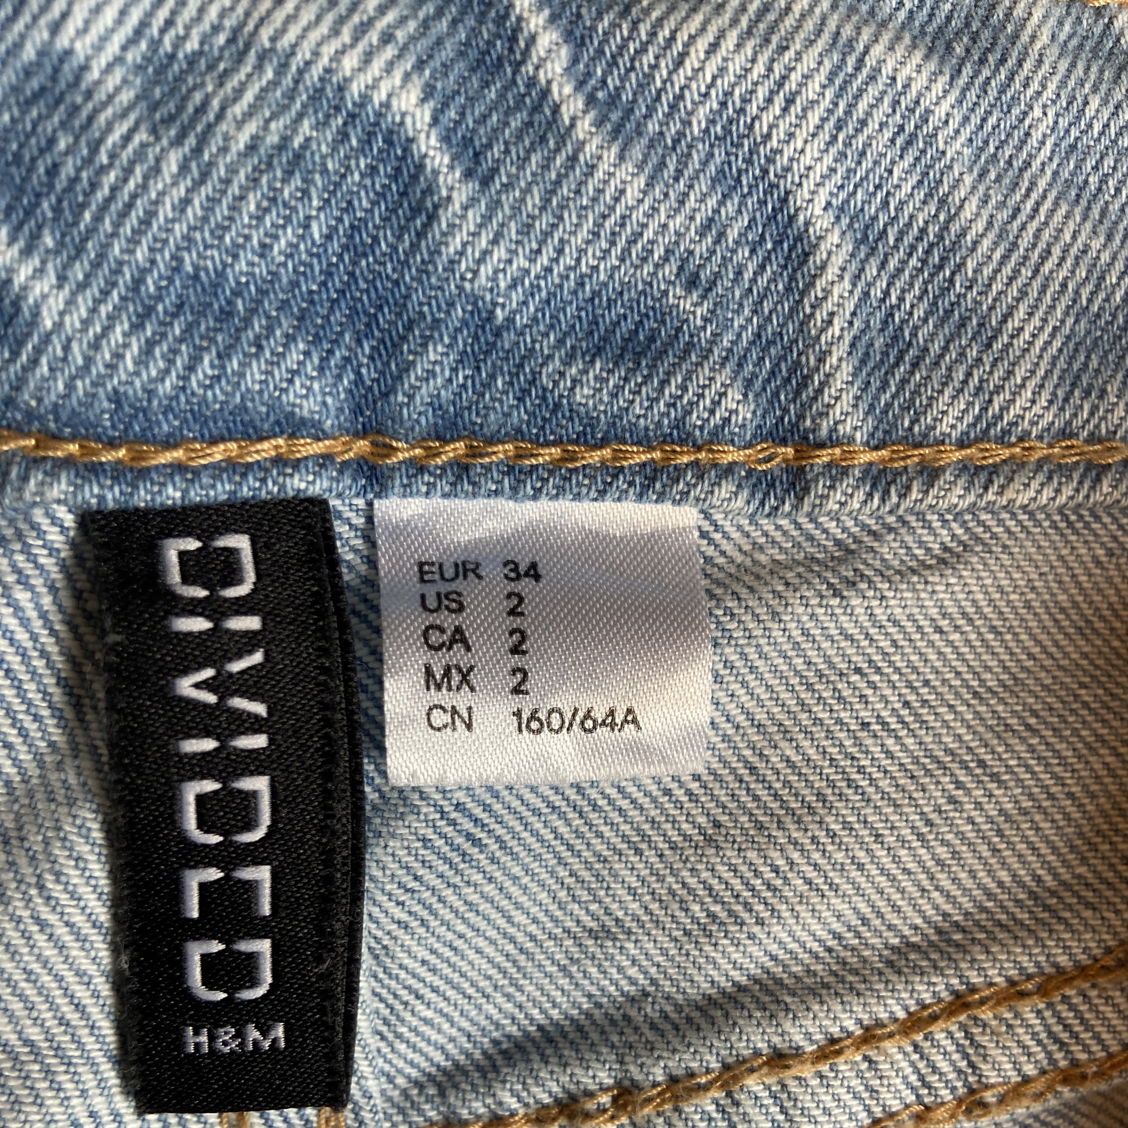 DIVIDED
H&M
EUR 34
US 2
CA 2
MX 2
CN 160/64A